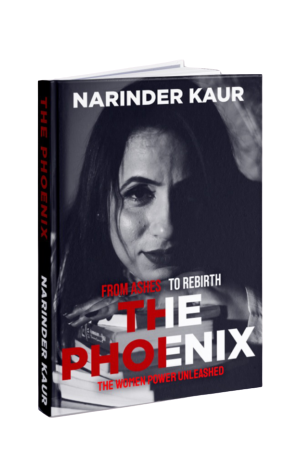 NARINDER KAUR
FROM ASHES TO REBIRTH
THE
PHOENIX
THE WOMEN POWER UNLEASHED
THE PHOENIX
NARINDER KAUR